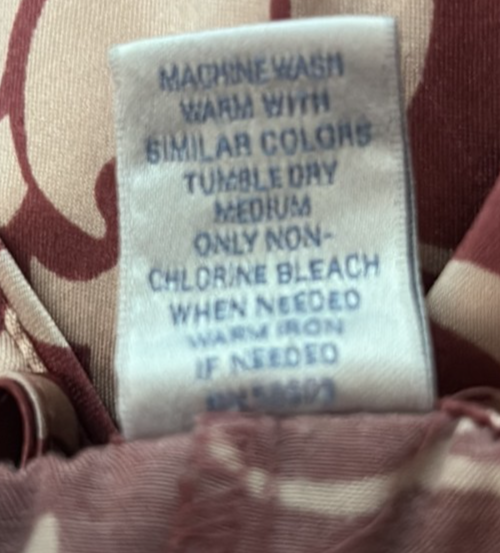 MACHINE WASH
WARM WITH
SIMILAR COLORS
TUMBLE DRY
MEDIUM
ONLY NON-
CHLORINE BLEACH
WHEN NEEDED
WARM IRON
IF NEEDED